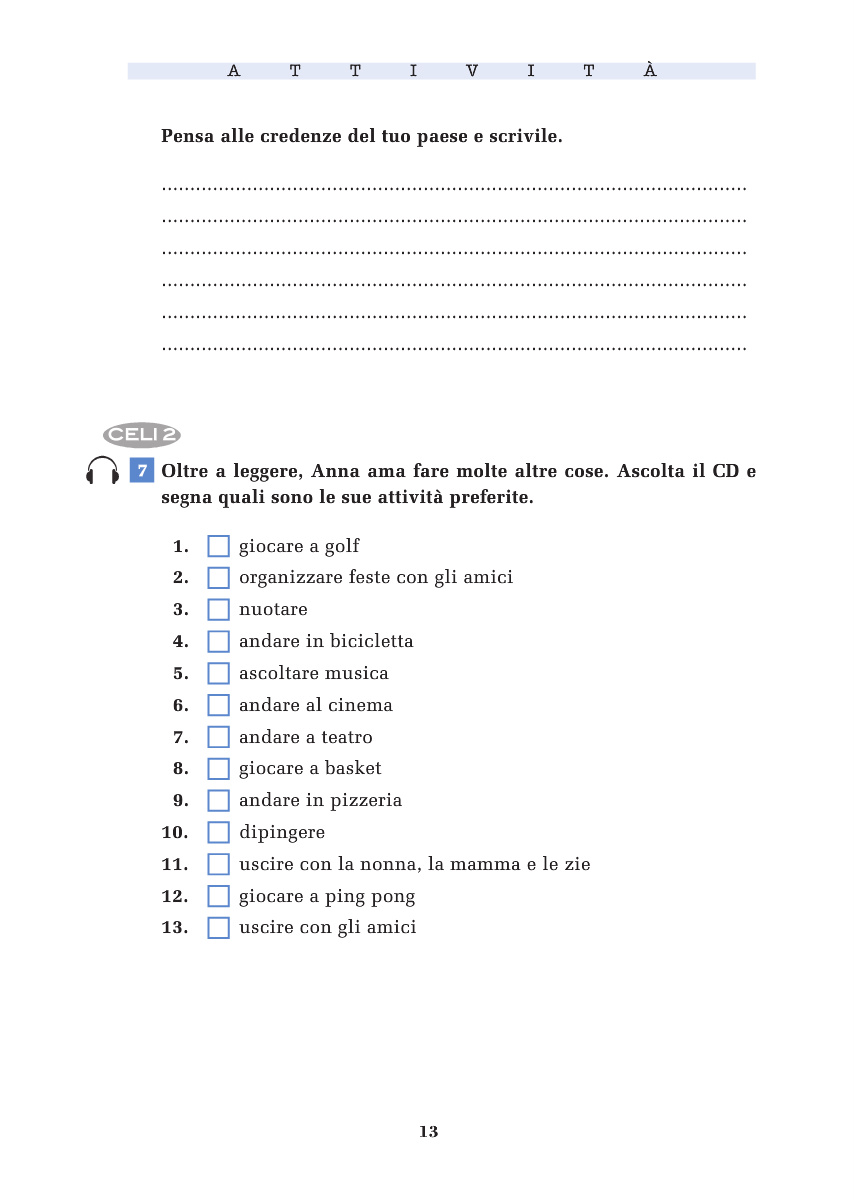 A T T I V I T À
Pensa alle credenze del tuo paese e scrivile.
CELI 2
7 Oltre a leggere, Anna ama fare molte altre cose. Ascolta il CD e
segna quali sono le sue attività preferite.
1. giocare a golf
2. organizzare feste con gli amici
3. nuotare
4. andare in bicicletta
5. ascoltare musica
6. andare al cinema
7. andare a teatro
8. giocare a basket
9. andare in pizzeria
10. dipingere
11. uscire con la nonna, la mamma e le zie
12. giocare a ping pong
13. uscire con gli amici
13